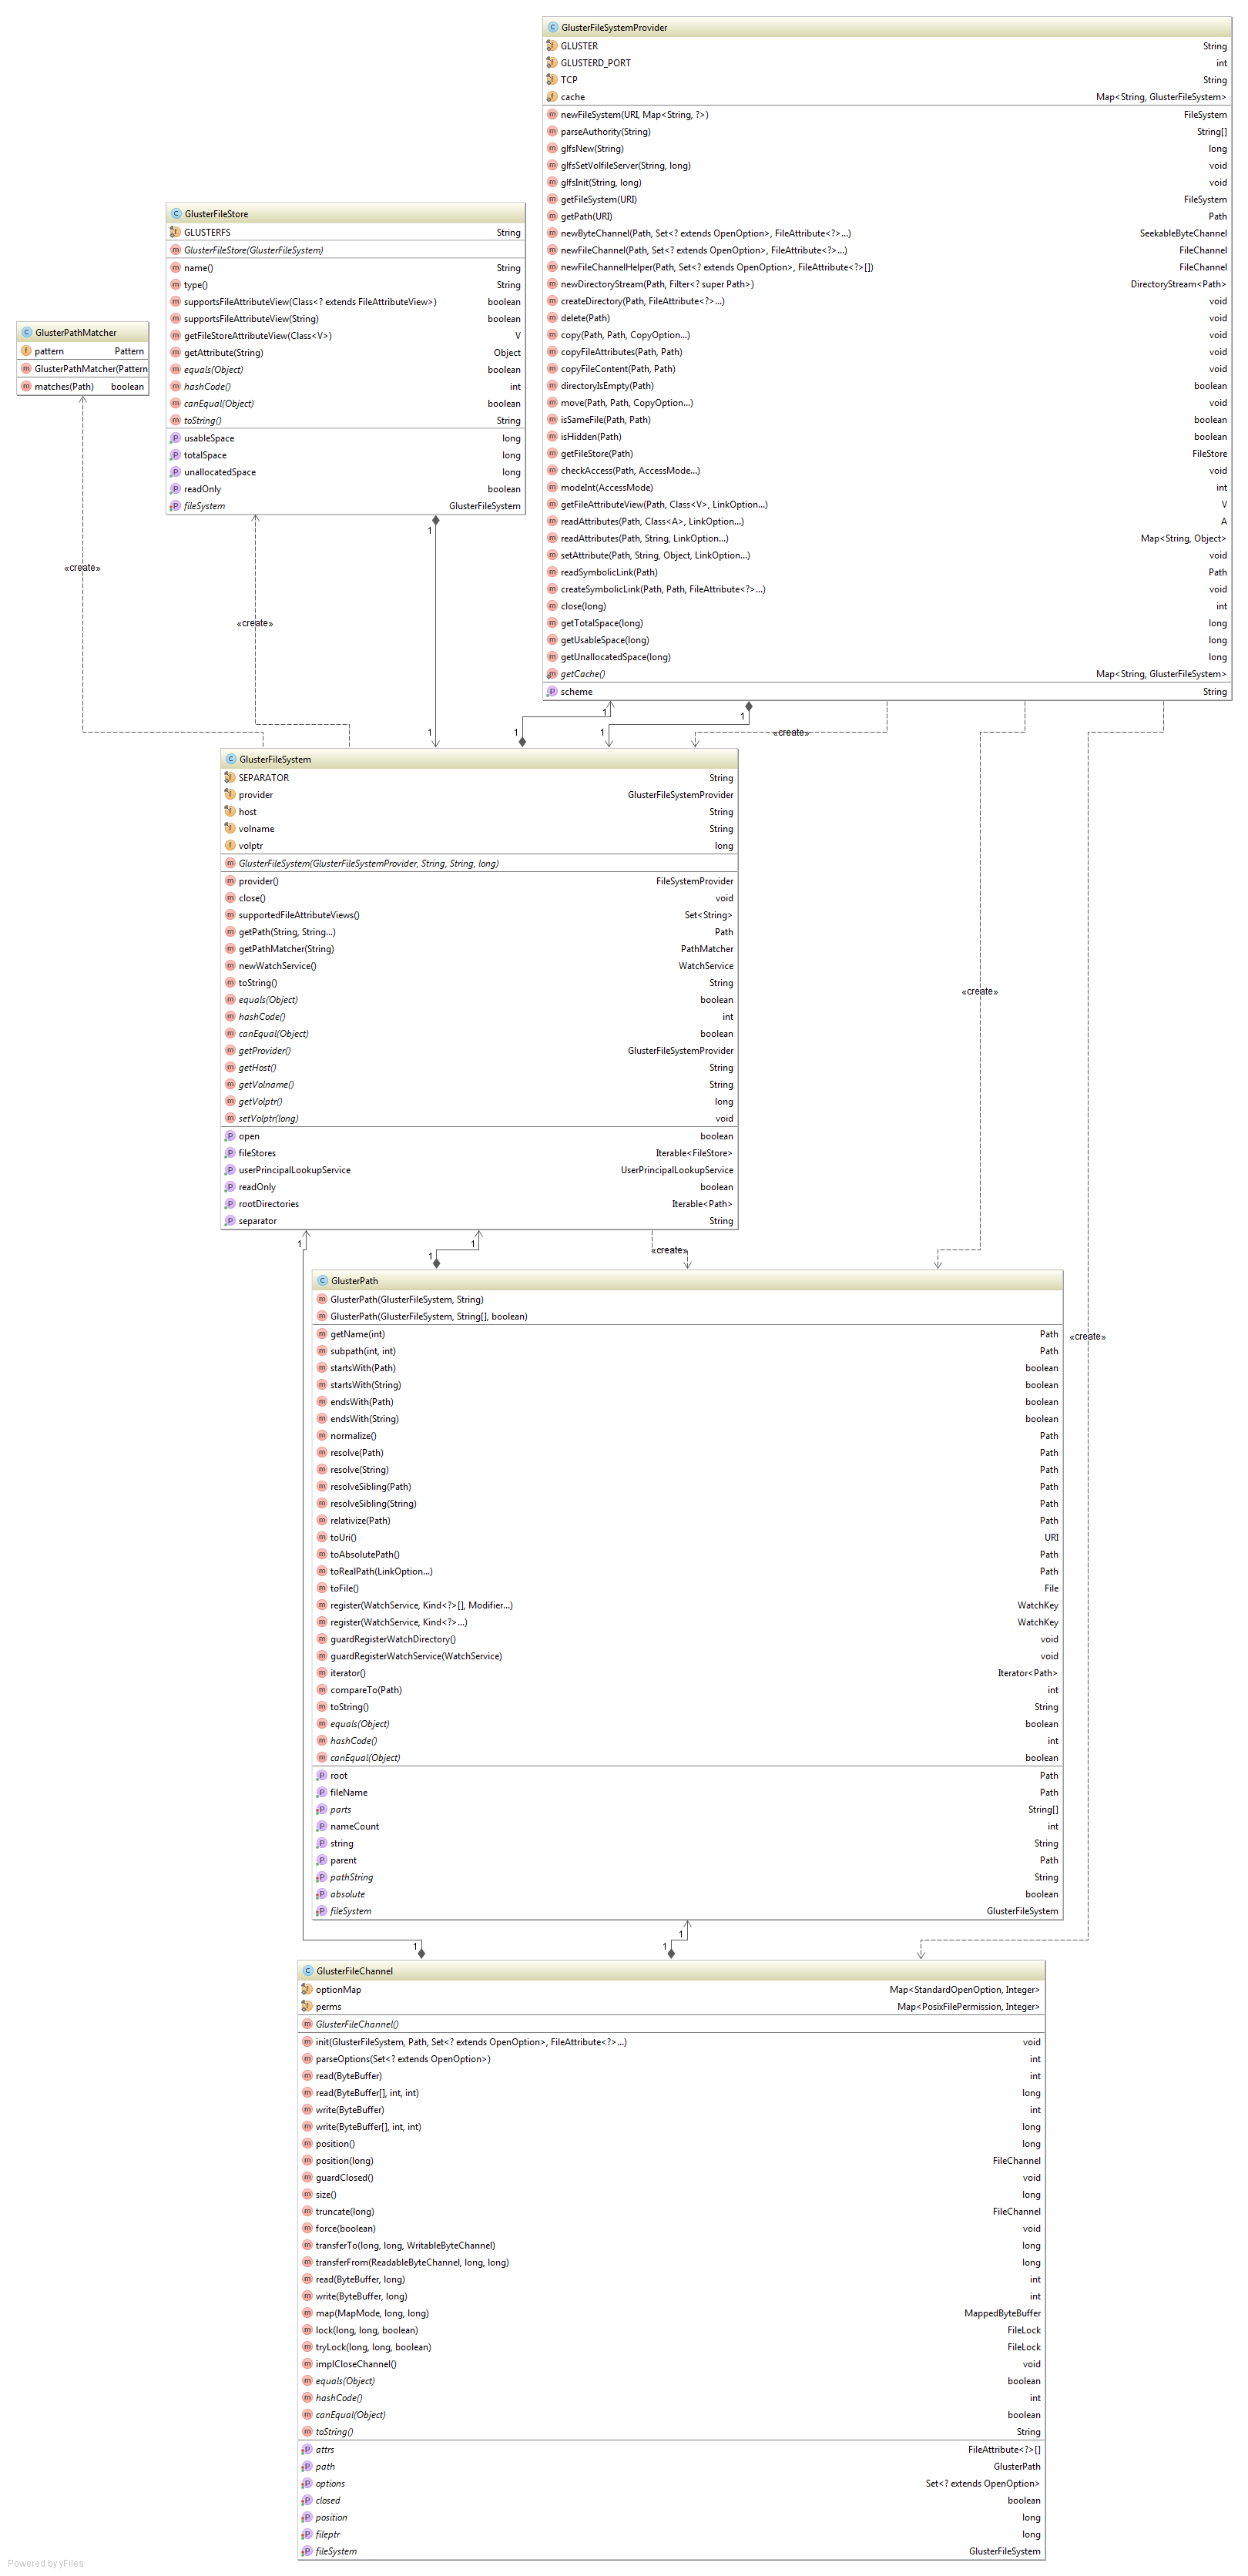 GlusterFileSystemProvider
GLUSTER String
GLUSTERD_PORT int
TCP String
cache Map<String, GlusterFileSystem>
newFileSystem(URI, Map<String, ?>) FileSystem
parseAuthority(String) String[]
glfsNew(String) long
glfsSetVolfileServer(String, long) void
glfsInit(String, long) void
getFileSystem(URI) FileSystem
getPath(URI) Path
newByteChannel(Path, Set<? extends OpenOption>, FileAttribute<?>...) SeekableByteChannel
newFileChannel(Path, Set<? extends OpenOption>, FileAttribute<?>...) FileChannel
newFileChannelHelper(Path, Set<? extends OpenOption>, FileAttribute<?>[]) FileChannel
newDirectoryStream(Path, Filter<? super Path>) DirectoryStream<Path>
createDirectory(Path, FileAttribute<?>...) void
delete(Path) void
copy(Path, Path, CopyOption...) void
copyFileAttributes(Path, Path) void
copyFileContent(Path, Path) void
directoryIsEmpty(Path) boolean
move(Path, Path, CopyOption...) void
isSameFile(Path, Path) boolean
isHidden(Path) boolean
getFileStore(Path) FileStore
checkAccess(Path, AccessMode...) void
modeInt(AccessMode) int
getFileAttributeView(Path, Class<V>, LinkOption...) V
readAttributes(Path, Class<A>, LinkOption...) A
readAttributes(Path, String, LinkOption...) Map<String, Object>
setAttribute(Path, String, Object, LinkOption...) void
readSymbolicLink(Path) Path
createSymbolicLink(Path, Path, FileAttribute<?>...) void
close(long) int
getTotalSpace(long) long
getUsableSpace(long) long
getUnallocatedSpace(long) long
getCache() Map<String, GlusterFileSystem>
scheme String
GlusterFileStore
GLUSTERFS String
GlusterFileStore(GlusterFileSystem)
name() String
type() String
supportsFileAttributeView(Class<? extends FileAttributeView>) boolean
supportsFileAttributeView(String) boolean
getFileStoreAttributeView(Class<V>) V
getAttribute(String) Object
equals(Object) boolean
hashCode() int
canEqual(Object) boolean
toString() String
usableSpace long
totalSpace long
unallocatedSpace long
readOnly boolean
fileSystem GlusterFileSystem
GlusterPathMatcher
pattern Pattern
GlusterPathMatcher(Pattern
matches(Path) boolean
1
«create»
«create»
1
1
1
1
1
«create»
GlusterFileSystem
SEPARATOR String
provider GlusterFileSystemProvider
host String
volname String
volptr long
GlusterFileSystem(GlusterFileSystemProvider, String, String, long)
provider() FileSystemProvider
close() void
supportedFileAttributeViews() Set<String>
getPath(String, String...) Path
getPathMatcher(String) PathMatcher
newWatchService() WatchService
toString() String
equals(Object) boolean
hashCode() int
canEqual(Object) boolean
getProvider() GlusterFileSystemProvider
getHost() String
getVolname() String
getVolptr() long
setVolptr(long) void
open boolean
fileStores Iterable<FileStore>
userPrincipalLookupService UserPrincipalLookupService
readOnly boolean
rootDirectories Iterable<Path>
separator String
«create»
1
1
1
«create»
GlusterPath
GlusterPath(GlusterFileSystem, String)
GlusterPath(GlusterFileSystem, String[], boolean)
getName(int) Path
subpath(int, int) Path
startsWith(Path) boolean
startsWith(String) boolean
endsWith(Path) boolean
endsWith(String) boolean
normalize() Path
resolve(Path) Path
resolve(String) Path
resolveSibling(Path) Path
resolveSibling(String) Path
relativize(Path) Path
toUri() URI
toAbsolutePath() Path
toRealPath(LinkOption...) Path
toFile() File
register(WatchService, Kind<?>[], Modifier...) WatchKey
register(WatchService, Kind<?>...) WatchKey
guardRegisterWatchDirectory() void
guardRegisterWatchService(WatchService) void
iterator() Iterator<Path>
compareTo(Path) int
toString() String
equals(Object) boolean
hashCode() int
canEqual(Object) boolean
root Path
fileName Path
parts String[]
nameCount int
string String
parent Path
pathString String
absolute boolean
fileSystem GlusterFileSystem
«create»
1
1
1
GlusterFileChannel
optionMap Map<StandardOpenOption, Integer>
perms Map<PosixFilePermission, Integer>
GlusterFileChannel()
init(GlusterFileSystem, Path, Set<? extends OpenOption>, FileAttribute<?>...) void
parseOptions(Set<? extends OpenOption>) int
read(ByteBuffer) int
read(ByteBuffer[], int, int) long
write(ByteBuffer) int
write(ByteBuffer[], int, int) long
position() long
position(long) FileChannel
guardClosed() void
size() long
truncate(long) FileChannel
force(boolean) void
transferTo(long, long, WritableByteChannel) long
transferFrom(ReadableByteChannel, long, long) long
read(ByteBuffer, long) int
write(ByteBuffer, long) int
map(MapMode, long, long) MappedByteBuffer
lock(long, long, boolean) FileLock
tryLock(long, long, boolean) FileLock
implCloseChannel() void
equals(Object) boolean
hashCode() int
canEqual(Object) boolean
toString() String
attrs FileAttribute<?>[]
path GlusterPath
options Set<? extends OpenOption>
closed boolean
position long
fileptr long
fileSystem GlusterFileSystem
Powered by yFiles